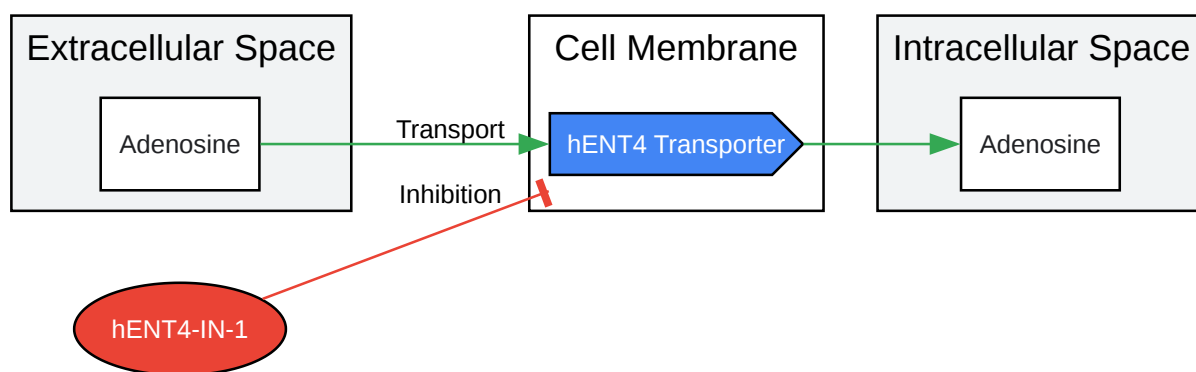 Extracellular Space
Cell Membrane
Intracellular Space
Adenosine
Transport
hENT4 Transporter
Adenosine
Inhibition
hENT4-IN-1